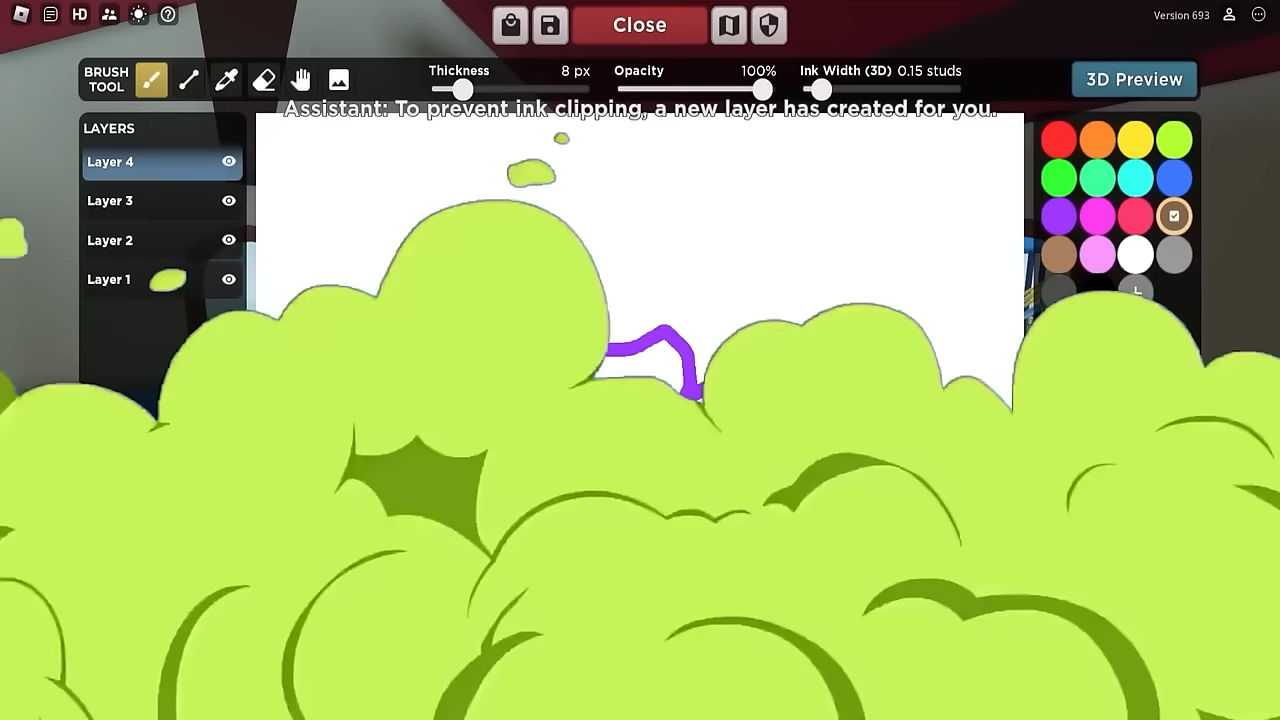 HD
Close
Version 693
BRUSH TOOL
Thickness
8 px
Opacity
100%
Ink Width (3D)
0.15 studs
3D Preview
Assistant: To prevent ink clipping, a new layer has created for you.
LAYERS
Layer 4
Layer 3
Layer 2
Layer 1